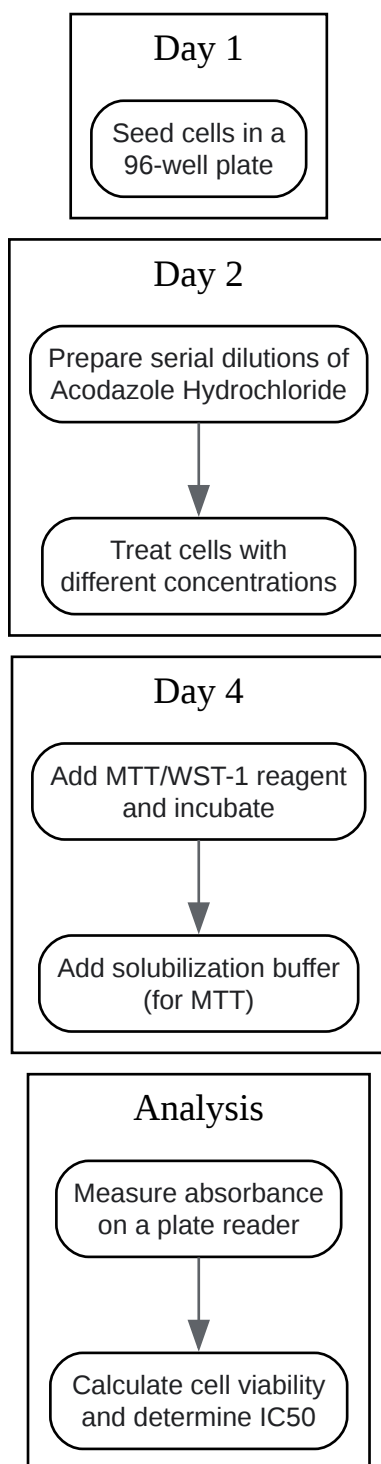 Day 1
Seed cells in a
96-well plate
Day 2
Prepare serial dilutions of
Acodazole Hydrochloride
Treat cells with
different concentrations
Day 4
Add MTT/WST-1 reagent
and incubate
Add solubilization buffer
(for MTT)
Analysis
Measure absorbance
on a plate reader
Calculate cell viability
and determine IC50